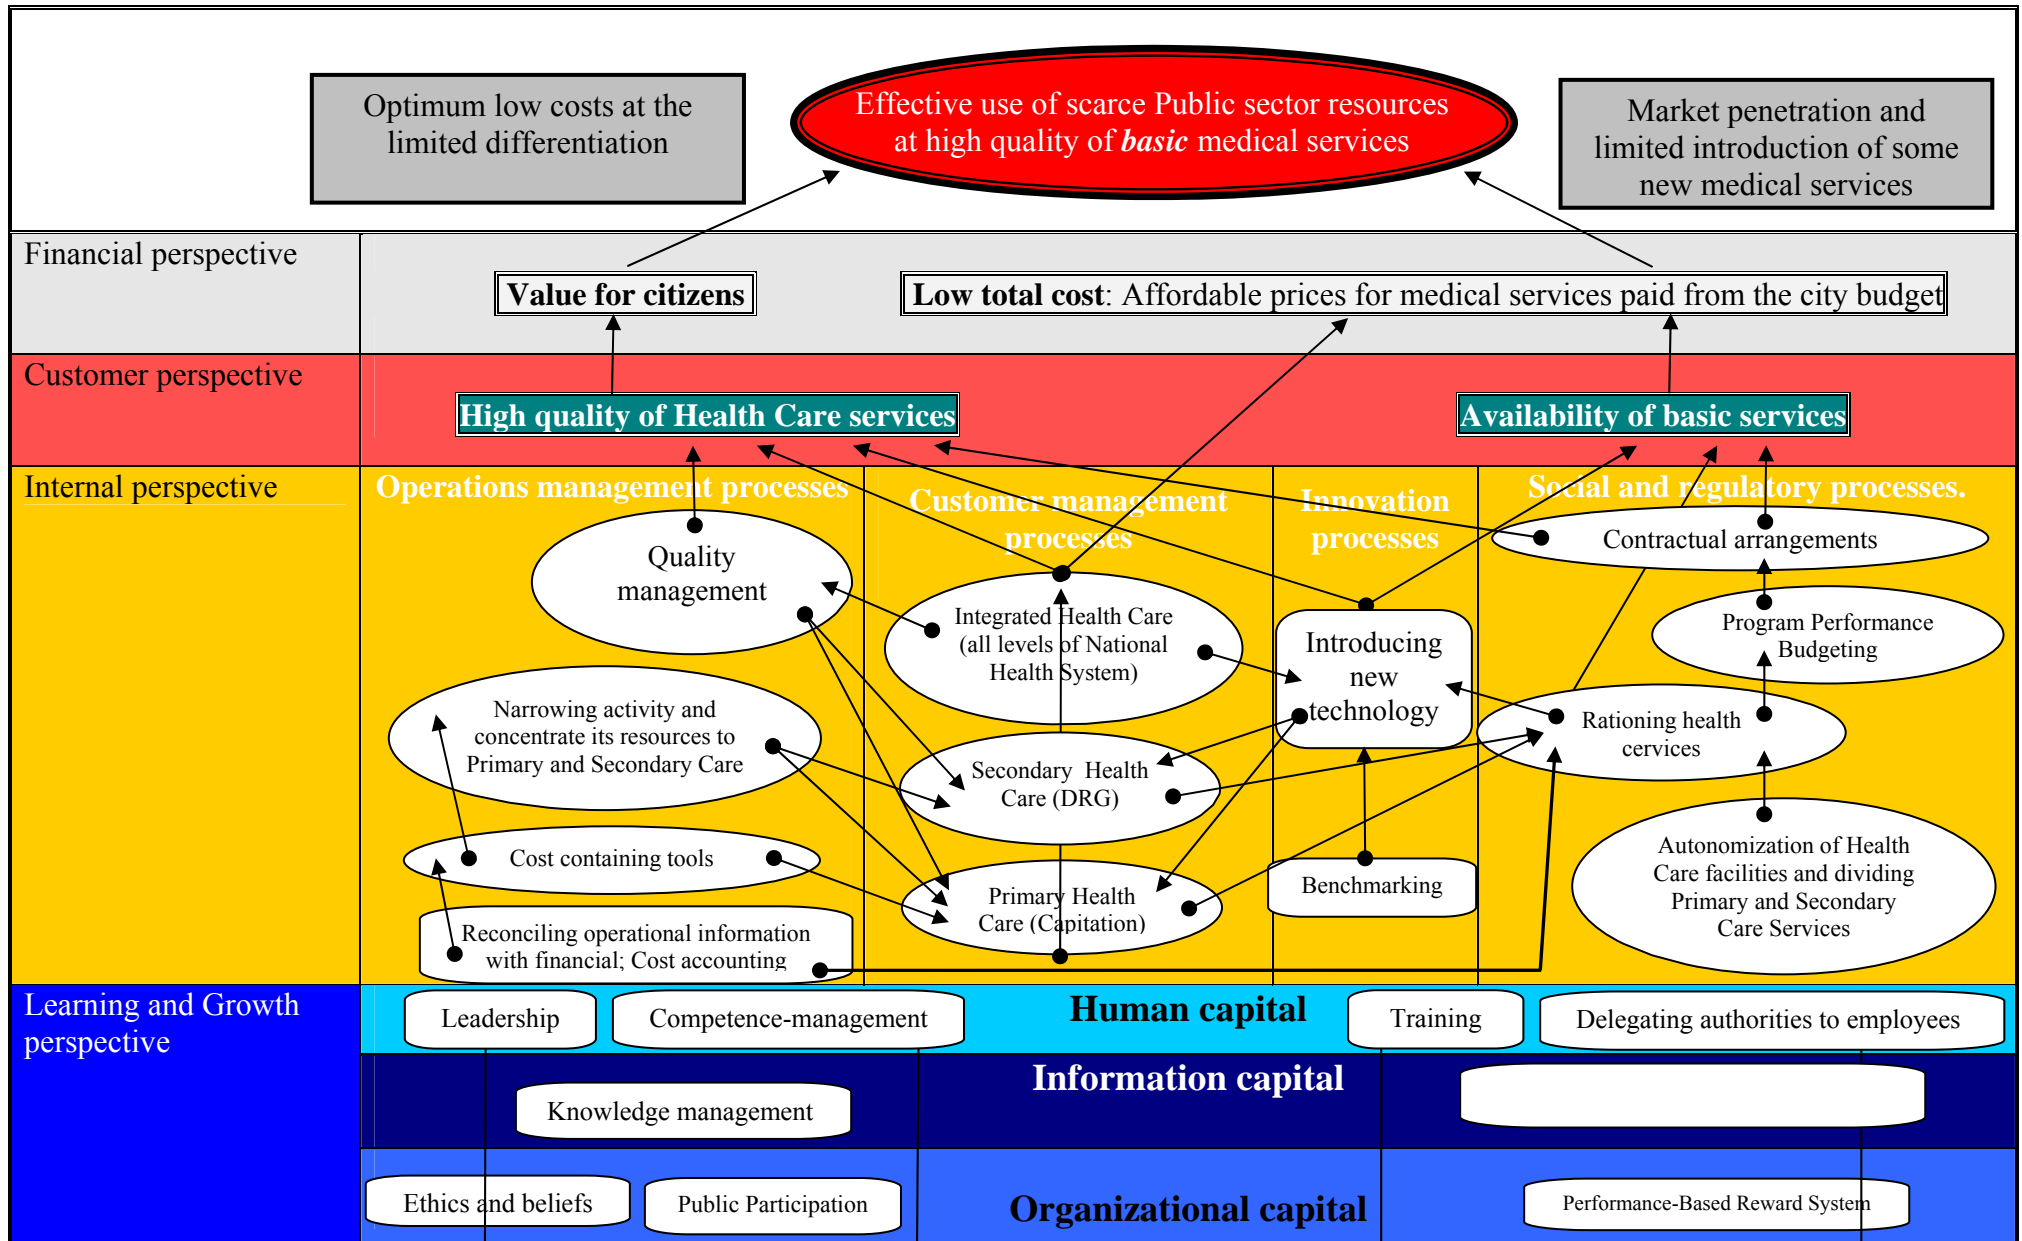 Optimum low costs at the
limited differentiation
Effective use of scarce Public sector resources
at high quality of basic medical services
Market penetration and
limited introduction of some
new medical services
Financial perspective
Value for citizens
Low total cost: Affordable prices for medical services paid from the city budget
Customer perspective
High quality of Health Care services
Availability of basic services
Internal perspective
Operations management processes
Customer management
processes
Innovation
processes
Social and regulatory processes.
Quality
management
Narrowing activity and
concentrate its resources to
Primary and Secondary Care
Cost containing tools
Reconciling operational information
with financial; Cost accounting
Integrated Health Care
(all levels of National
Health System)
Secondary Health
Care (DRG)
Primary Health
Care (Capitation)
Introducing
new
technology
Benchmarking
Contractual arrangements
Program Performance
Budgeting
Rationing health
cervices
Autonomization of Health
Care facilities and dividing
Primary and Secondary
Care Services
Learning and Growth
perspective
Leadership
Competence-management
Human capital
Training
Delegating authorities to employees
Information capital
Knowledge management
Ethics and beliefs
Public Participation
Organizational capital
Performance-Based Reward System